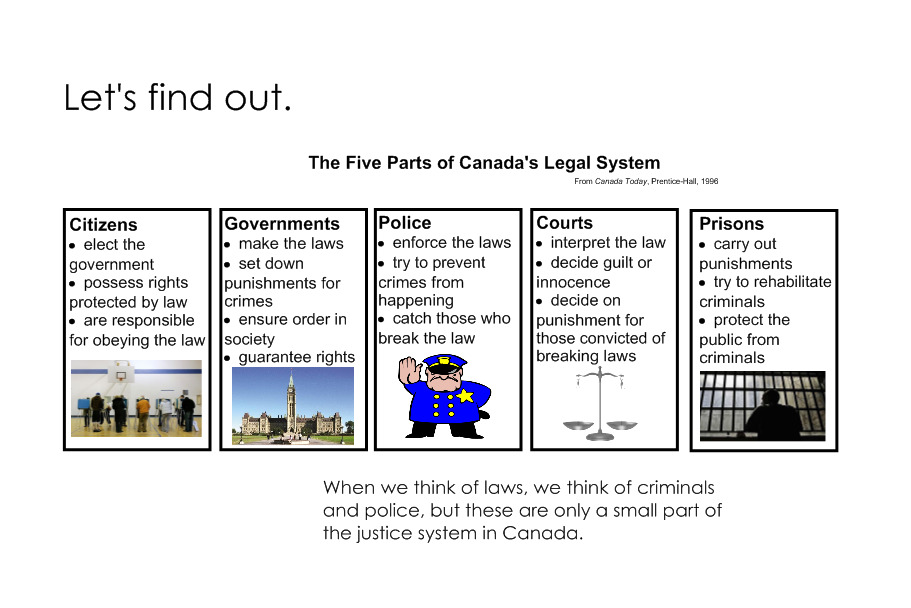 Let's find out.
The Five Parts of Canada's Legal System
From Canada Today, Prentice-Hall, 1996
Citizens
• elect the
government
• possess rights
protected by law
• are responsible
for obeying the law
Governments
• make the laws
• set down
punishments for
crimes
• ensure order in
society
• guarantee rights
Police
• enforce the laws
• try to prevent
crimes from
happening
• catch those who
break the law
Courts
• interpret the law
• decide guilt or
innocence
• decide on
punishment for
those convicted of
breaking laws
Prisons
• carry out
punishments
• try to rehabilitate
criminals
• protect the
public from
criminals
When we think of laws, we think of criminals
and police, but these are only a small part of
the justice system in Canada.